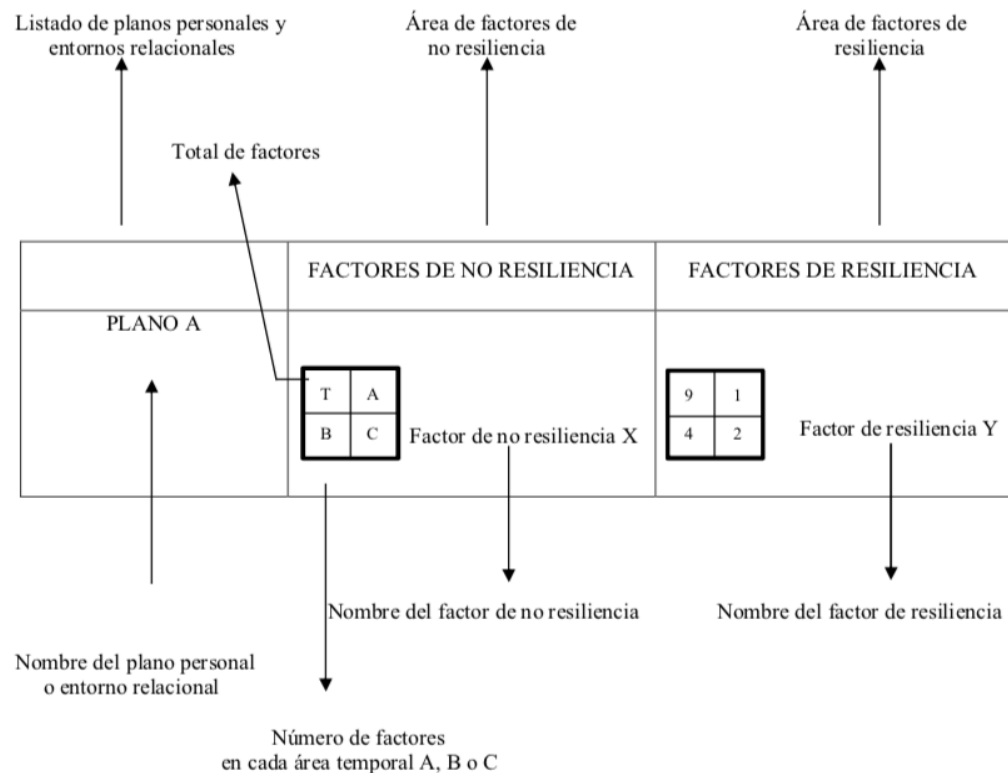 Listado de planos personales y
entornos relacionales
Área de factores de
no resiliencia
Área de factores de
resiliencia
Total de factores
FACTORES DE NO RESILIENCIA
FACTORES DE RESILIENCIA
PLANO A
T A
B C
Factor de no resiliencia X
9 1
4 2
Factor de resiliencia Y
Nombre del factor de no resiliencia
Nombre del factor de resiliencia
Nombre del plano personal
o entorno relacional
Número de factores
en cada área temporal A, B o C